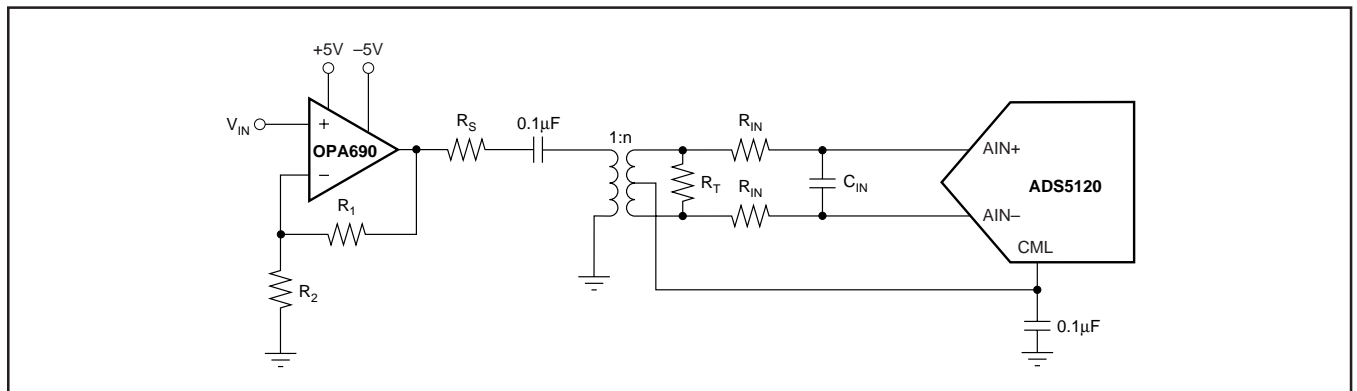 +5V –5V
V_IN
+
OPA690
–
R_S
0.1µF
1:n
R_IN
AIN+
R_T
R_IN
C_IN
ADS5120
AIN–
R_1
CML
R_2
0.1µF